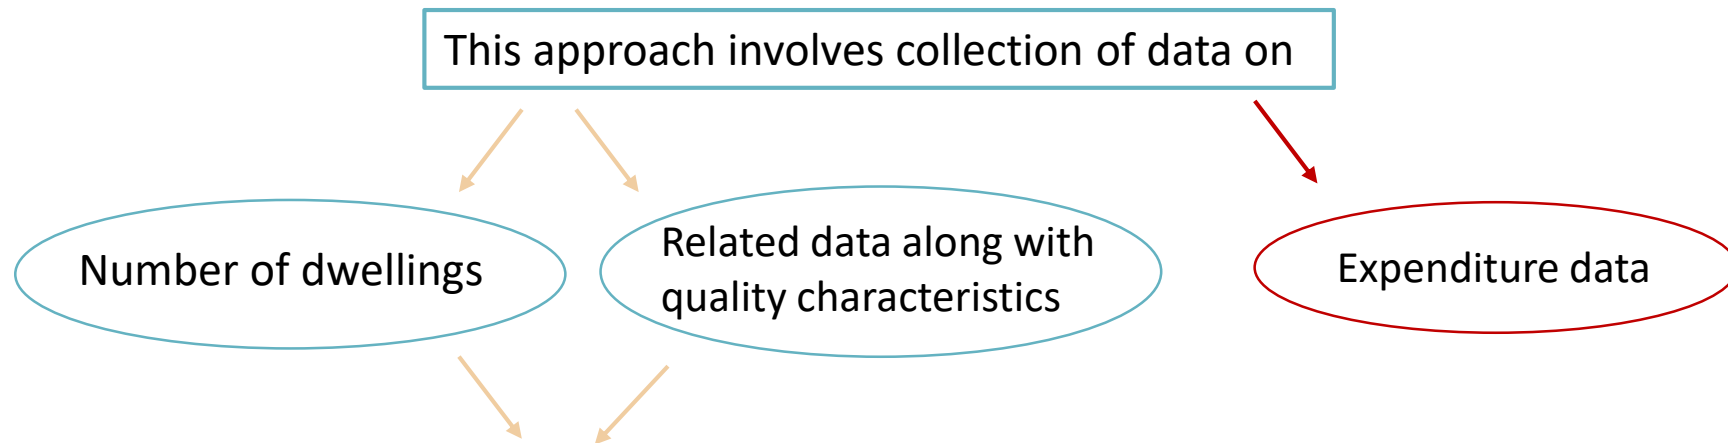 This approach involves collection of data on
Number of dwellings
Related data along with
quality characteristics
Expenditure data